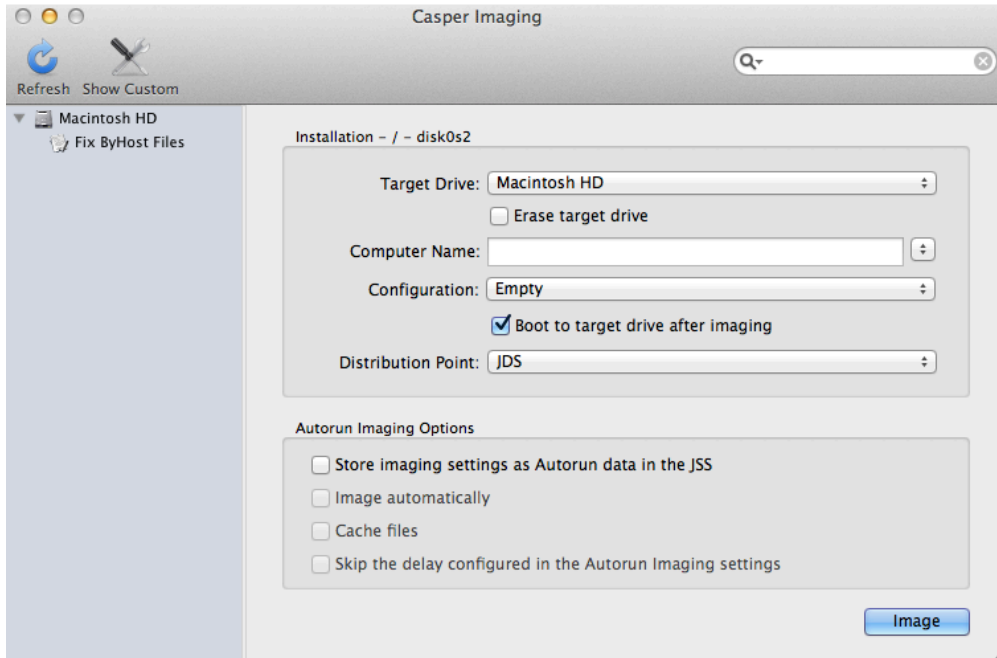 Casper Imaging
Refresh Show Custom
Macintosh HD
Fix ByHost Files
Installation - / - disk0s2
Target Drive: Macintosh HD
Erase target drive
Computer Name:
Configuration: Empty
Boot to target drive after imaging
Distribution Point: JDS
Autorun Imaging Options
Store imaging settings as Autorun data in the JSS
Image automatically
Cache files
Skip the delay configured in the Autorun Imaging settings
Image